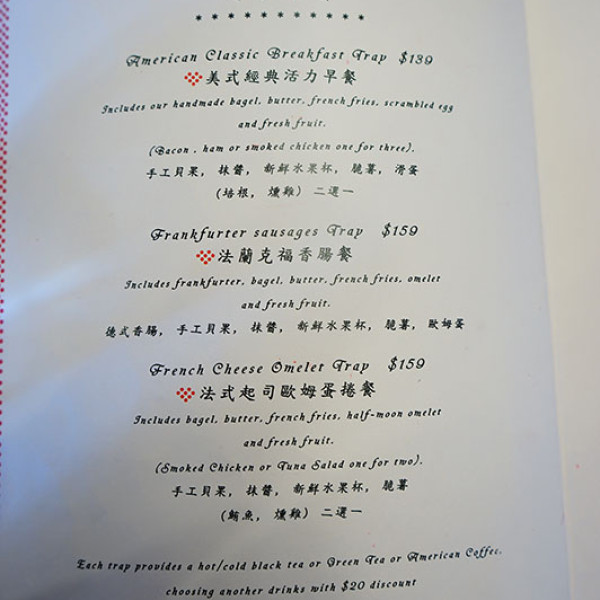 * * * * * * * * * * *
American Classic Breakfast Trap $139
美式經典活力早餐
Includes our handmade bagel, butter, french fries, scrambled egg
and fresh fruit.
(Bacon , ham or smoked chicken one for three).
手工貝果， 抹醬， 新鮮水果杯， 脆薯， 滑蛋
(培根， 燻雞) 二選一
Frankfurter sausages Trap $159
法蘭克福香腸餐
Includes frankfurter, bagel, butter, french fries, omelet
and fresh fruit.
德式香腸， 手工貝果， 抹醬， 新鮮水果杯， 脆薯， 歐姆蛋
French Cheese Omelet Trap $159
法式起司歐姆蛋捲餐
Includes bagel, butter, french fries, half-moon omelet
and fresh fruit.
(Smoked Chicken or Tuna Salad one for two).
手工貝果， 抹醬， 新鮮水果杯， 脆薯
(鮪魚， 燻雞) 二選一
Each trap provides a hot/cold black tea or Green Tea or American Coffee,
choosing another drinks with $20 discount